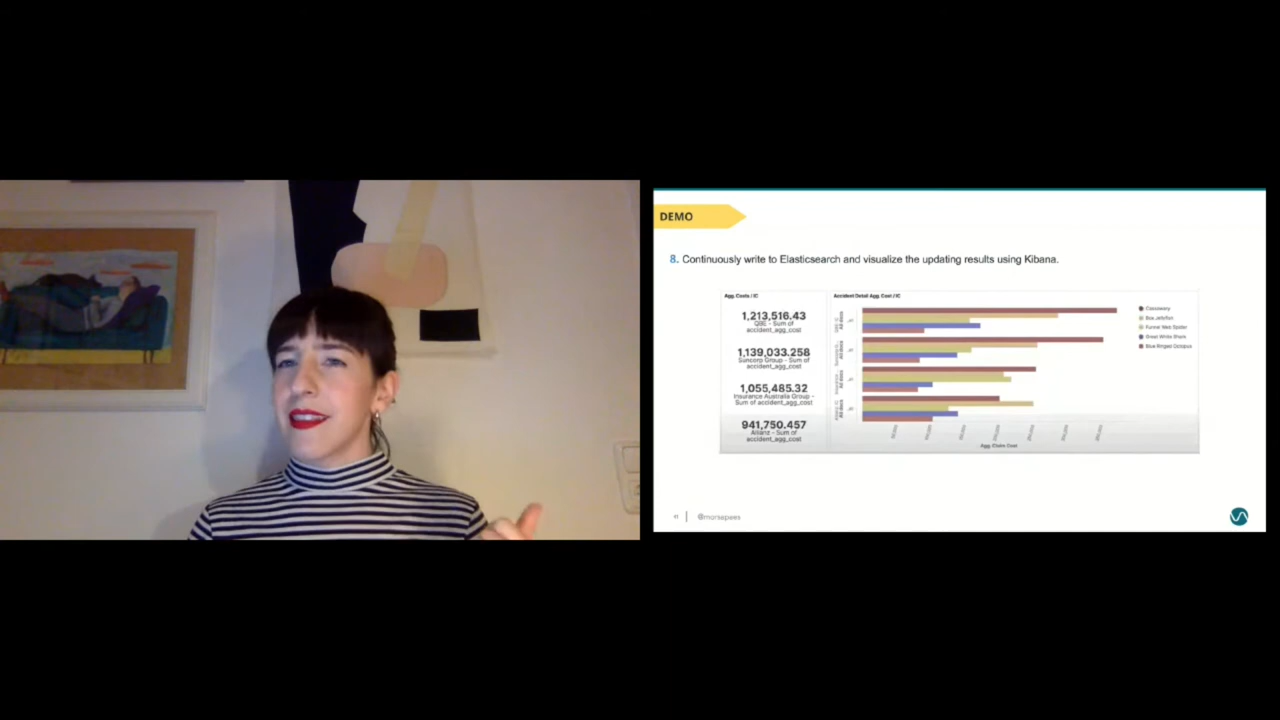 DEMO
8. Continuously write to Elasticsearch and visualize the updating results using Kibana.
Agg. Costs / IC
1,213,516.43
QBE - Sum of
accident_agg_cost
1,139,033.258
Suncorp Group - Sum of
accident_agg_cost
1,055,485.32
Insurance Australia Group -
Sum of accident_agg_cost
941,750.457
Allianz - Sum of
accident_agg_cost
Accident Detail Agg. Cost / IC
Cassowary
Box Jellyfish
Funnel Web Spider
Great White Shark
Blue Ringed Octopus
Agg. Claim Cost
41
@morsapaes